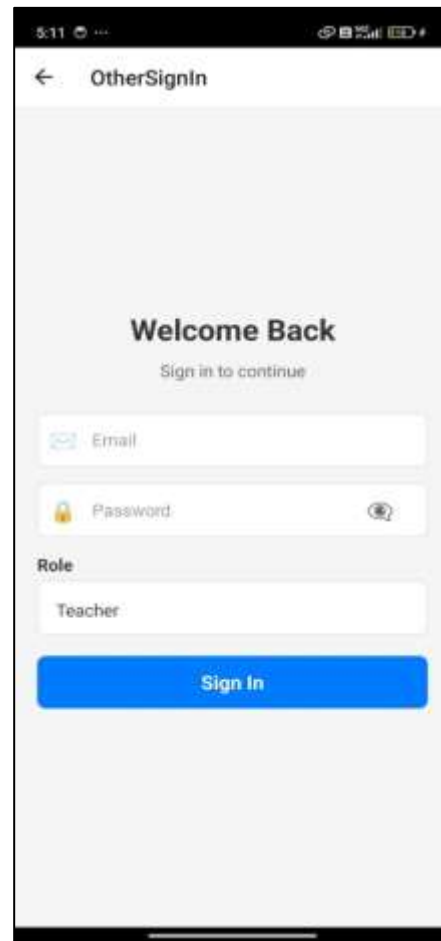 5:11
OtherSignIn
Welcome Back
Sign in to continue
Email
Password
Role
Teacher
Sign In